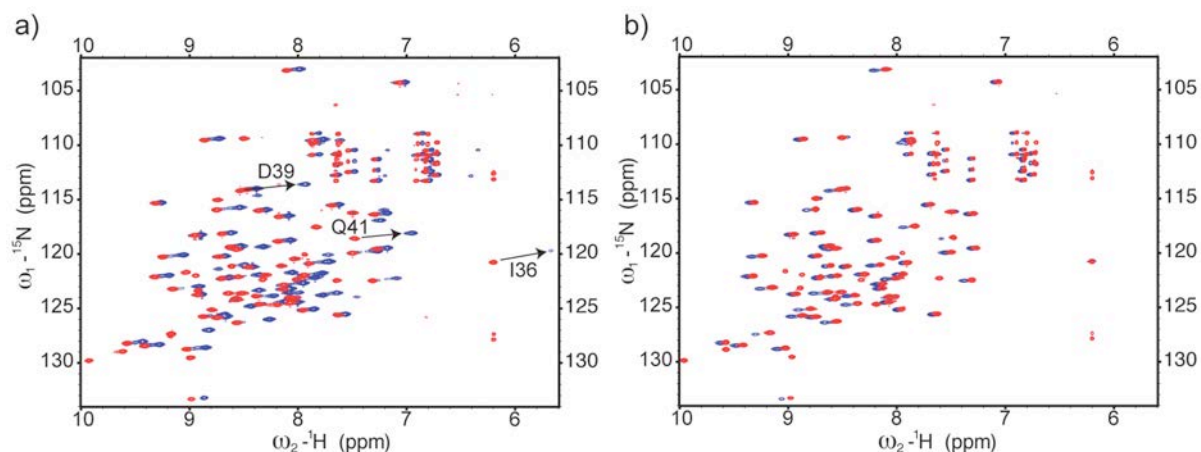 a)
10 9 8 7 6
105 105
110 110
D39
115 115
Q41
120 120
I36
125 125
130 130
10 9 8 7 6
ω₁ - ¹⁵N (ppm)
ω₂ - ¹H (ppm)
b)
10 9 8 7 6
105 105
110 110
115 115
120 120
125 125
130 130
10 9 8 7 6
ω₁ - ¹⁵N (ppm)
ω₂ - ¹H (ppm)